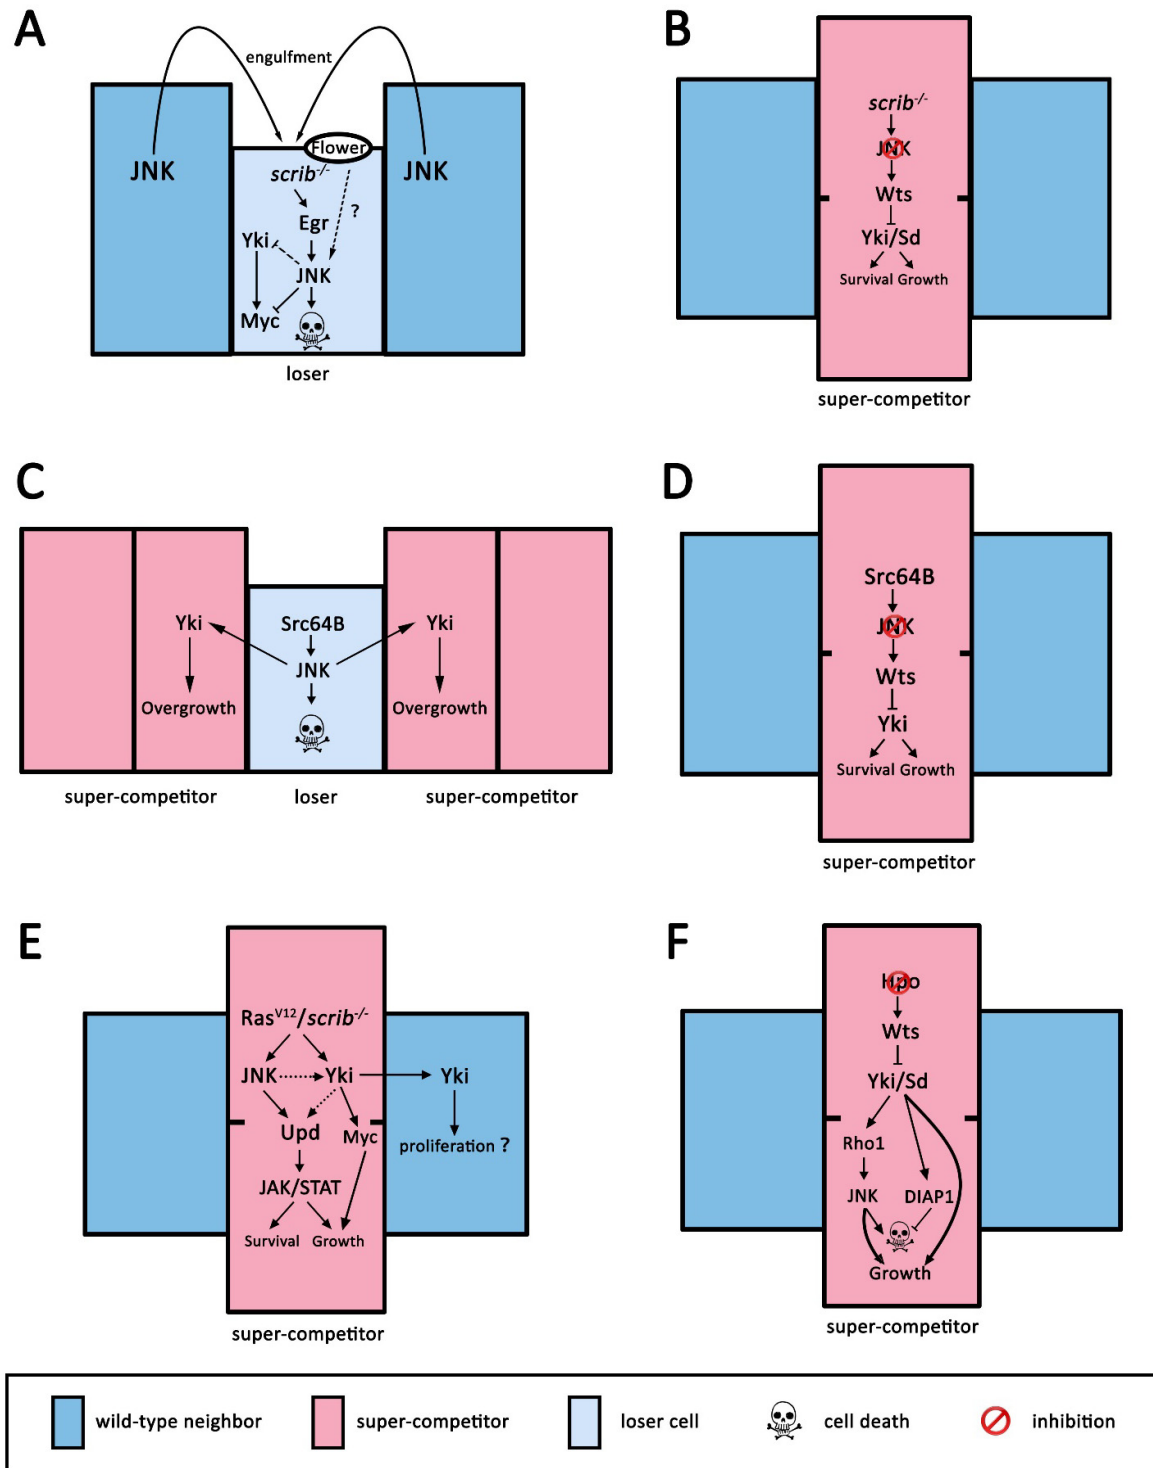 A
engulfment
JNK
Flower
JNK
scrib-/-
?
Egr
Yki
JNK
Myc
loser
B
scrib-/-
JNK
Wts
Yki/Sd
Survival Growth
super-competitor
C
Yki
Src64B
Yki
JNK
Overgrowth
Overgrowth
super-competitor
loser
super-competitor
D
Src64B
JNK
Wts
Yki
Survival Growth
super-competitor
E
RasV12/scrib-/-
JNK
Yki
Yki
Upd
Myc
proliferation ?
JAK/STAT
Survival
Growth
super-competitor
F
Hpo
Wts
Yki/Sd
Rho1
JNK
DIAP1
Growth
super-competitor
wild-type neighbor
super-competitor
loser cell
cell death
inhibition